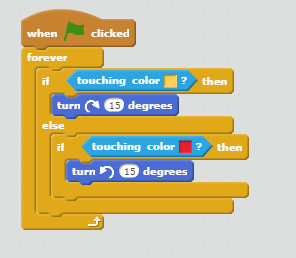 when clicked
forever
if touching color ? then
turn 15 degrees
else
if touching color ? then
turn 15 degrees